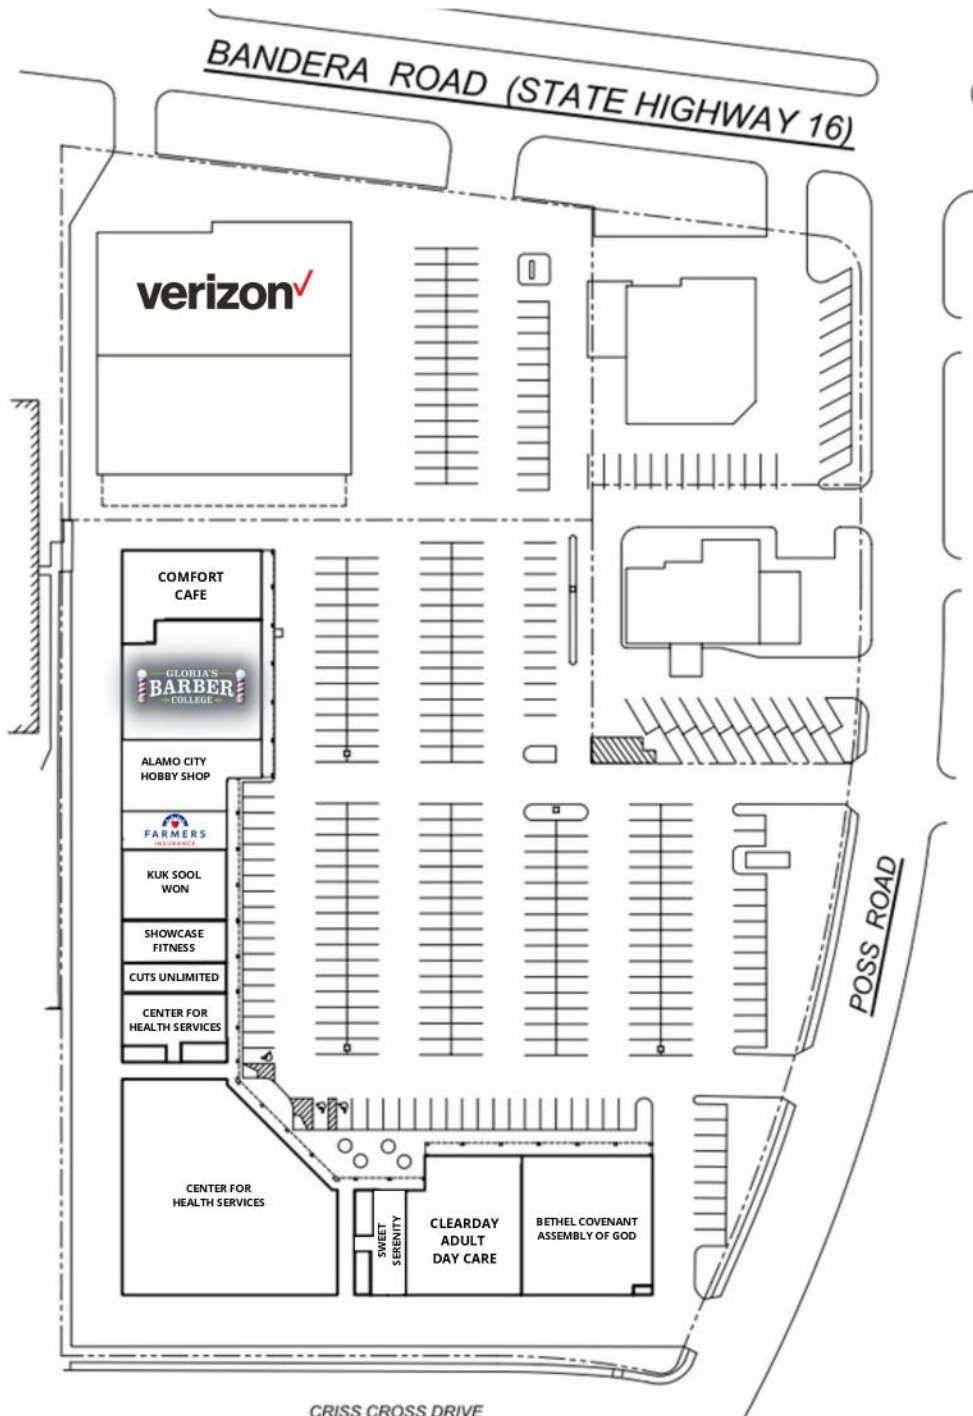 BANDERA ROAD (STATE HIGHWAY 16)
verizon
COMFORT
CAFE
GLORIA'S
BARBER
COLLEGE
ALAMO CITY
HOBBY SHOP
FARMERS
INSURANCE
KUK SOOL
WON
SHOWCASE
FITNESS
CUTS UNLIMITED
CENTER FOR
HEALTH SERVICES
POSS ROAD
CENTER FOR
HEALTH SERVICES
SWEET
SERENITY
CLEARDAY
ADULT
DAY CARE
BETHEL COVENANT
ASSEMBLY OF GOD
CRISS CROSS DRIVE